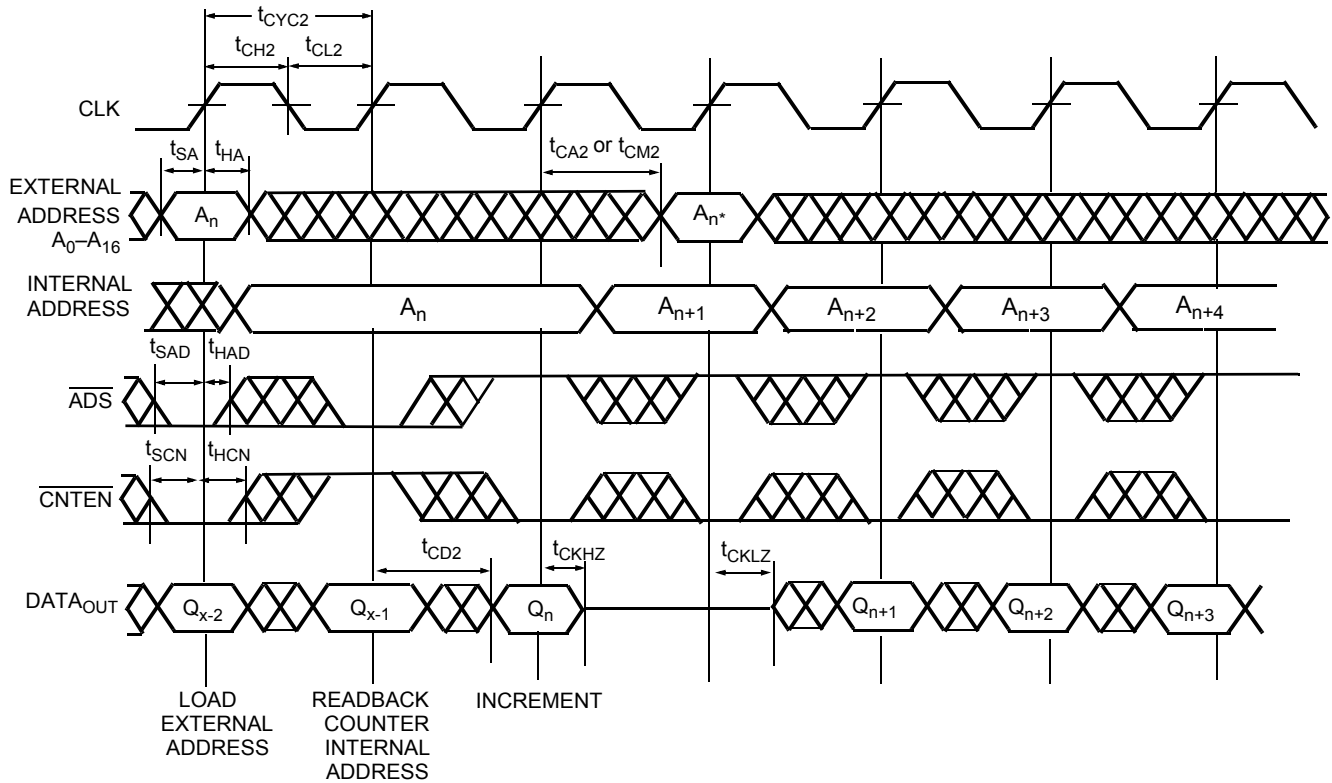 tCYC2
tCH2 tCL2
CLK
tSA tHA
tCA2 or tCM2
EXTERNAL
ADDRESS
A0–A16
An
An*
INTERNAL
ADDRESS
An
An+1
An+2
An+3
An+4
tSAD tHAD
ADS
tSCN tHCN
CNTEN
tCD2
tCKHZ
tCKLZ
DATAOUT
Qx-2
Qx-1
Qn
Qn+1
Qn+2
Qn+3
LOAD
EXTERNAL
ADDRESS
READBACK
COUNTER
INTERNAL
ADDRESS
INCREMENT